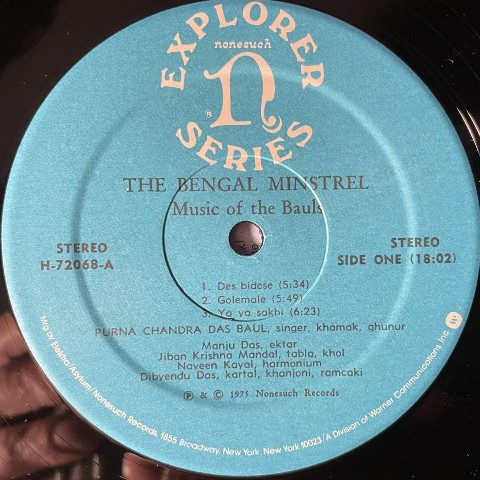 EXPLORER
nonesuch
n
®
SERIES
THE BENGAL MINSTREL
Music of the Bauls
STEREO
H-72068-A
STEREO
SIDE ONE (18:02)
1. Des bidese (5:34)
2. Golemale (5:49)
3. Ya ya sakhi (6:23)
PURNA CHANDRA DAS BAUL, singer, khamak, ghunur
Manju Das, ektar
Jiban Krishna Mandal, tabla, khol
Naveen Kayal, harmonium
Dibyendu Das, kartal, khanjoni, ramcaki
℗ & © 1975 Nonesuch Records
Mfg by Elektra/Asylum/Nonesuch Records, 1855 Broadway, New York, New York 10023/A Division of Warner Communications Inc.